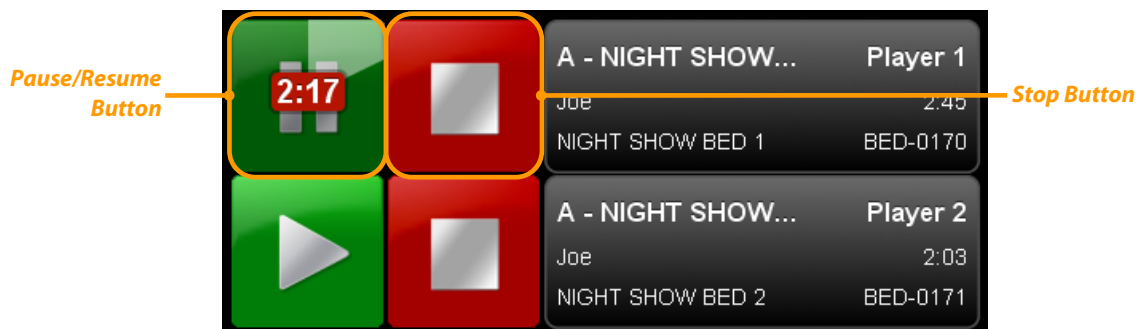 Pause/Resume
Button
2:17
A - NIGHT SHOW... Player 1
Joe 2:45
NIGHT SHOW BED 1 BED-0170
Stop Button
A - NIGHT SHOW... Player 2
Joe 2:03
NIGHT SHOW BED 2 BED-0171